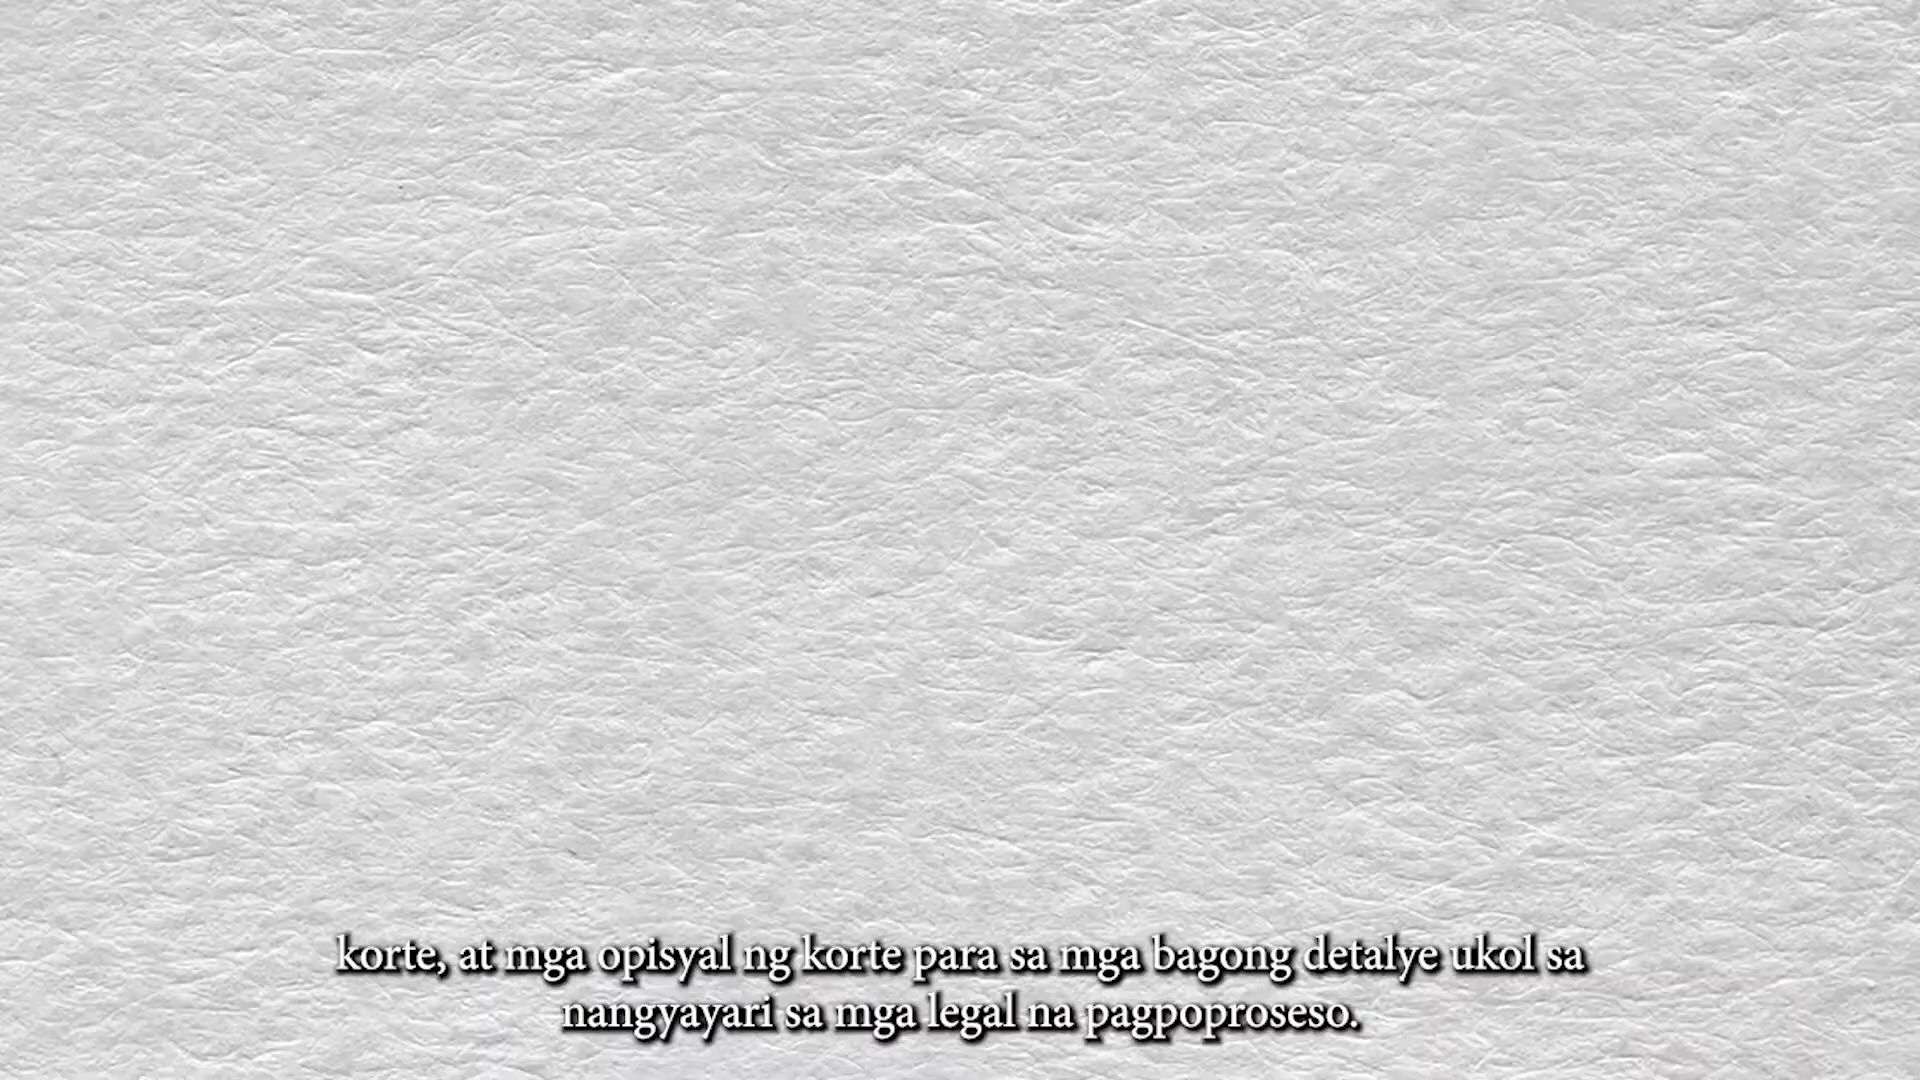 korte, at mga opisyal ng korte para sa mga bagong detalye ukol sa
nangyayari sa mga legal na pagpoproseso.